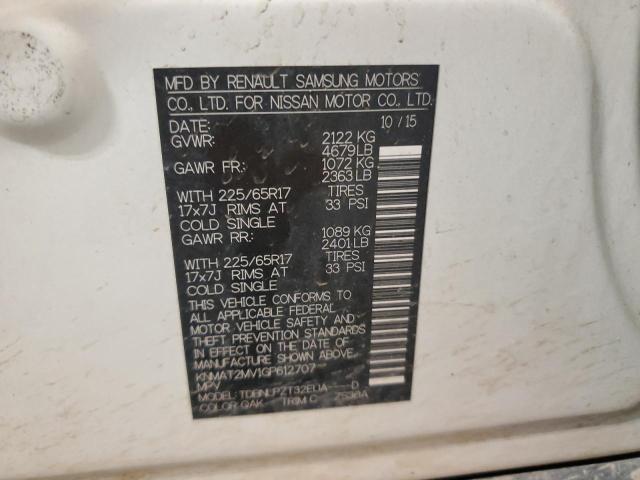 MFD BY RENAULT SAMSUNG MOTORS
CO., LTD. FOR NISSAN MOTOR CO., LTD.
DATE: 10/15
GVWR: 2122 KG
4679LB
GAWR FR: 1072 KG
2363 LB
WITH 225/65R17 TIRES
17x7J RIMS AT 33 PSI
COLD SINGLE
GAWR RR: 1089 KG
2401 LB
WITH 225/65R17 TIRES
17x7J RIMS AT 33 PSI
COLD SINGLE
THIS VEHICLE CONFORMS TO
ALL APPLICABLE FEDERAL
MOTOR VEHICLE SAFETY AND
THEFT PREVENTION STANDARDS
IN EFFECT ON THE DATE OF
MANUFACTURE SHOWN ABOVE.
KNMAT2MV1GP612707
MPV
MODEL: TDBNLPZT32EUA----D
COLOR QAK TRIM C